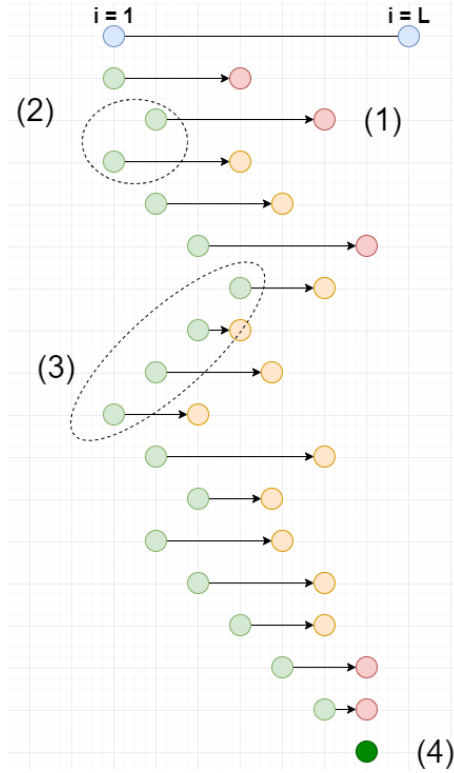 i = 1 i = L
(2) (1)
(3)
(4)